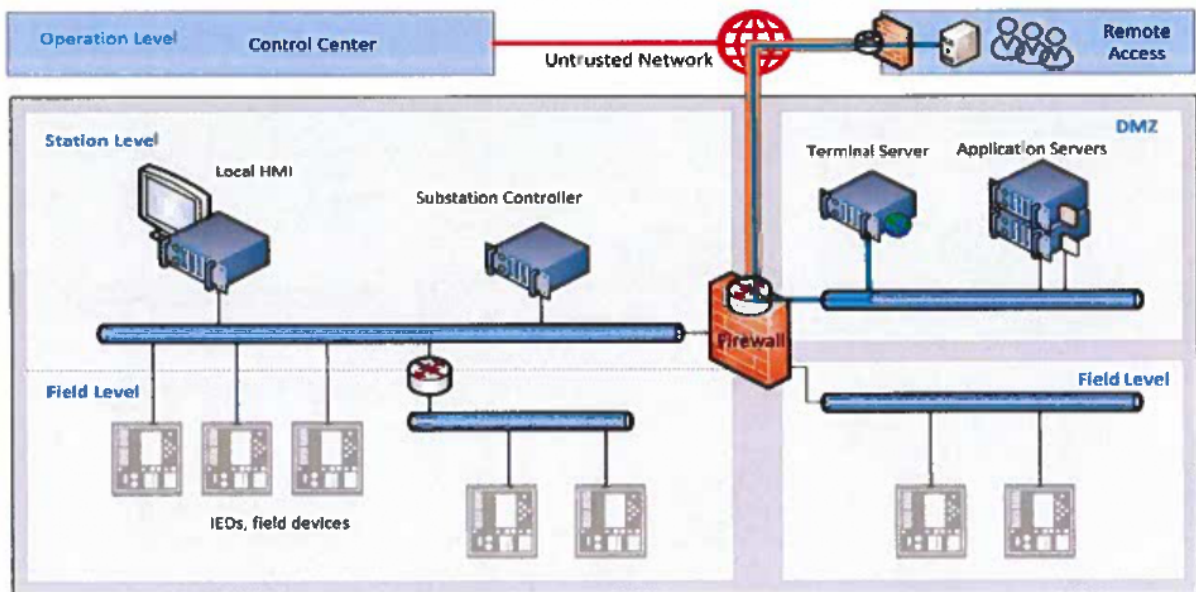 Operation Level
Control Center
Untrusted Network
Remote
Access
Station Level
Local HMI
Substation Controller
DMZ
Terminal Server
Application Servers
Firewall
Field Level
IEDs, field devices
Field Level